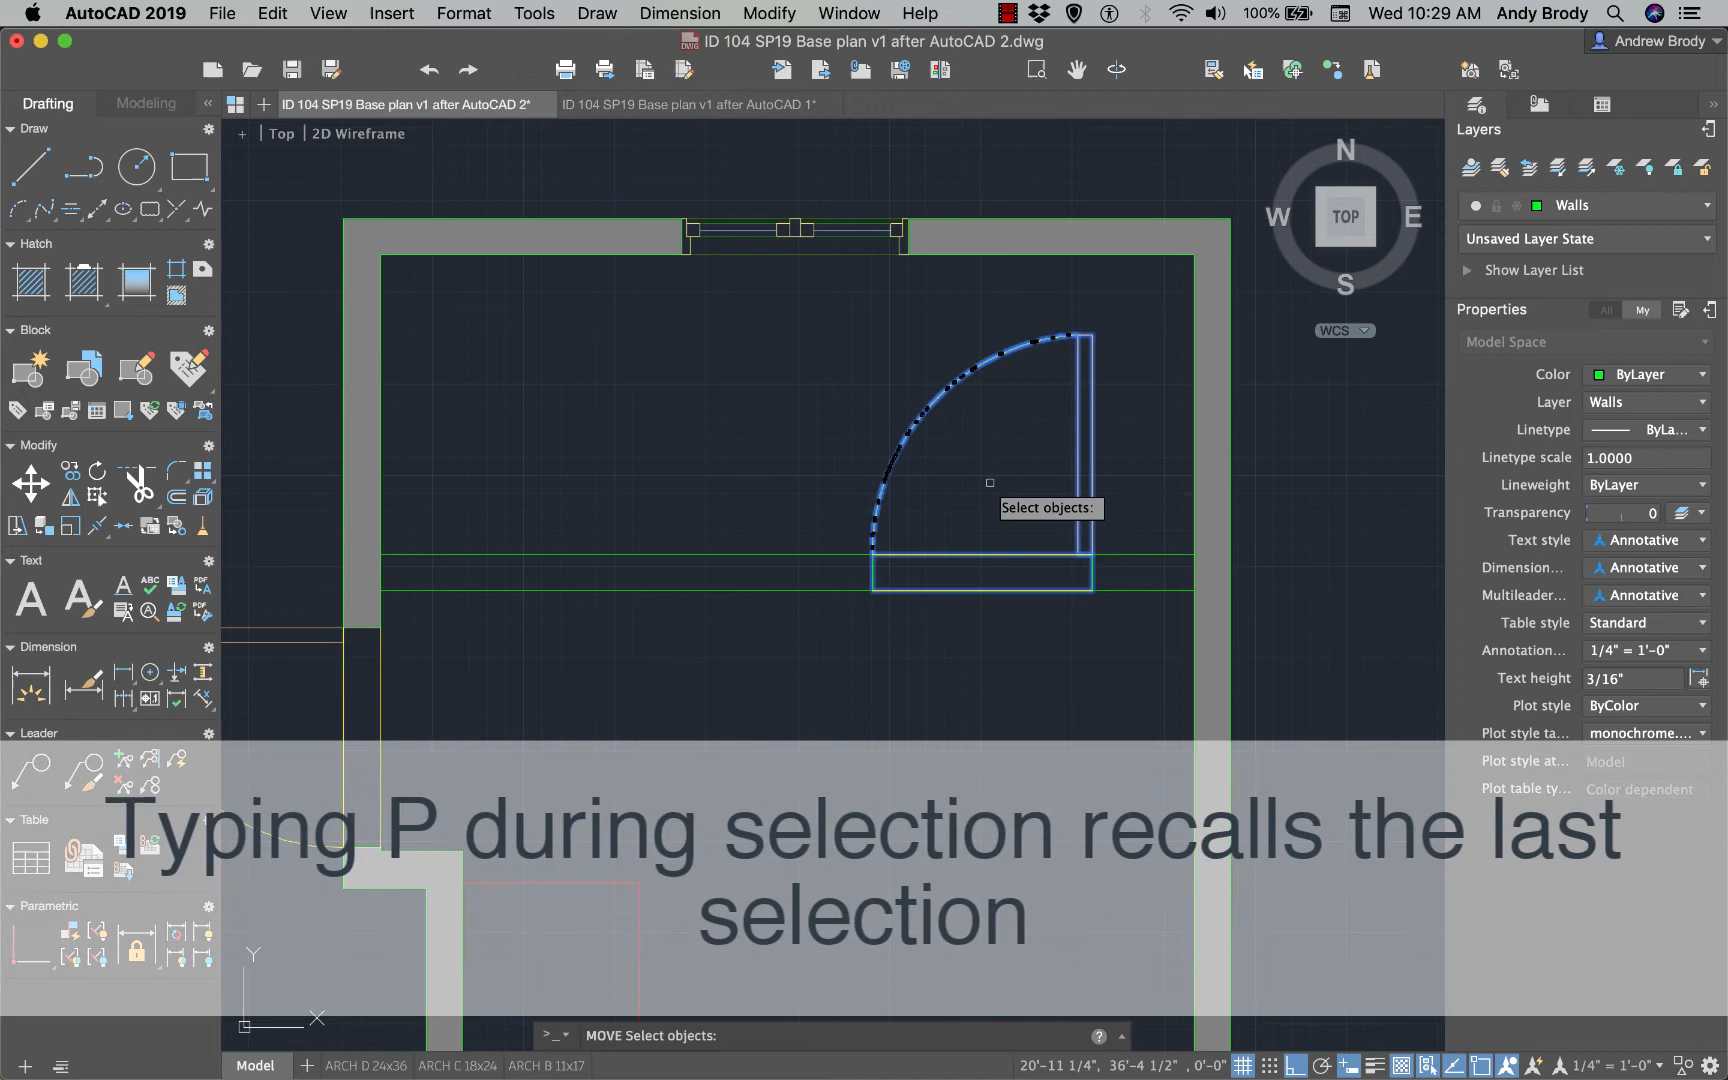 AutoCAD 2019 File Edit View Insert Format Tools Draw Dimension Modify Window Help 100% Wed 10:29 AM Andy Brody
DWG ID 104 SP19 Base plan v1 after AutoCAD 2.dwg Andrew Brody
Drafting Modeling « + ID 104 SP19 Base plan v1 after AutoCAD 2* ID 104 SP19 Base plan v1 after AutoCAD 1* »
Draw
+ | Top | 2D Wireframe
Layers
N
W TOP E
S
WCS
Walls
Unsaved Layer State
Show Layer List
Hatch
Block
Modify
Text
A
A
A
ABC
PDF
PDF
Dimension
Leader
Table
Parametric
Properties All My
Model Space
Color ByLayer
Layer Walls
Linetype ByLa...
Linetype scale 1.0000
Lineweight ByLayer
Transparency 0
Text style Annotative
Dimension... Annotative
Multileader... Annotative
Table style Standard
Annotation... 1/4" = 1'-0"
Text height 3/16"
Plot style ByColor
Plot style ta... monochrome....
Plot style at... Model
Plot table ty... Color dependent
Select objects:
Typing P during selection recalls the last
selection
Y
X
>_ MOVE Select objects: ?
+ Model + ARCH D 24x36 ARCH C 18x24 ARCH B 11x17 20'-11 1/4", 36'-4 1/2" , 0'-0" 1/4" = 1'-0"